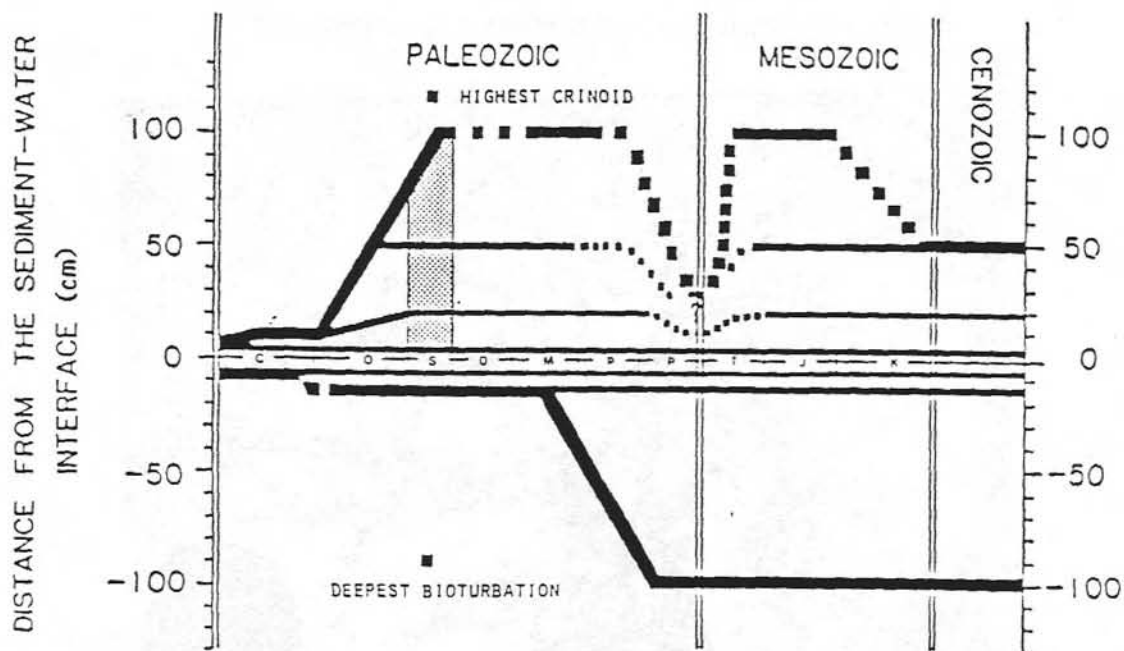 DISTANCE FROM THE SEDIMENT-WATER
INTERFACE (cm)
PALEOZOIC
MESOZOIC
CENOZOIC
HIGHEST CRINOID
100
100
50
50
?
0
C O S D M P P T J K
0
-50
-50
-100
-100
DEEPEST BIOTURBATION